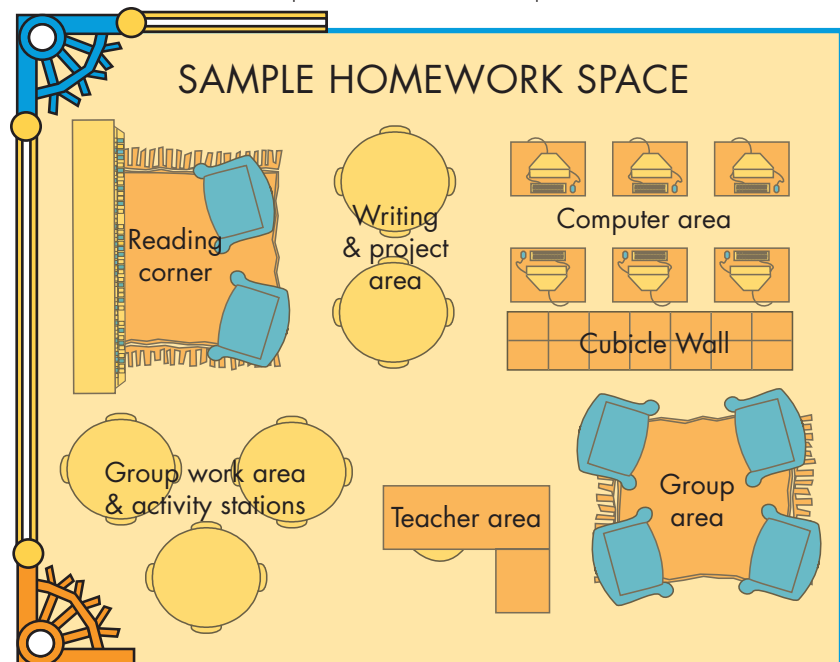 SAMPLE HOMEWORK SPACE
Reading
corner
Writing
& project
area
Computer area
Cubicle Wall
Group work area
& activity stations
Teacher area
Group
area